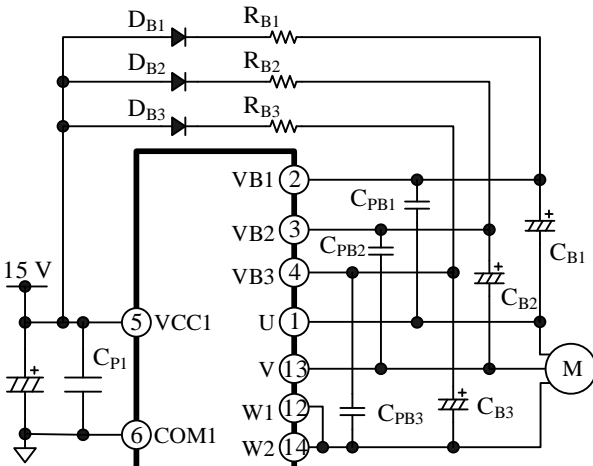 DB1 RB1
DB2 RB2
DB3 RB3
VB1 2
CPB1
VB2 3
CPB2
CB1
VB3 4
CB2
15 V
U 1
5 VCC1
CP1
V 13
M
W1 12
CPB3
CB3
6 COM1
W2 14
+
+
+
+